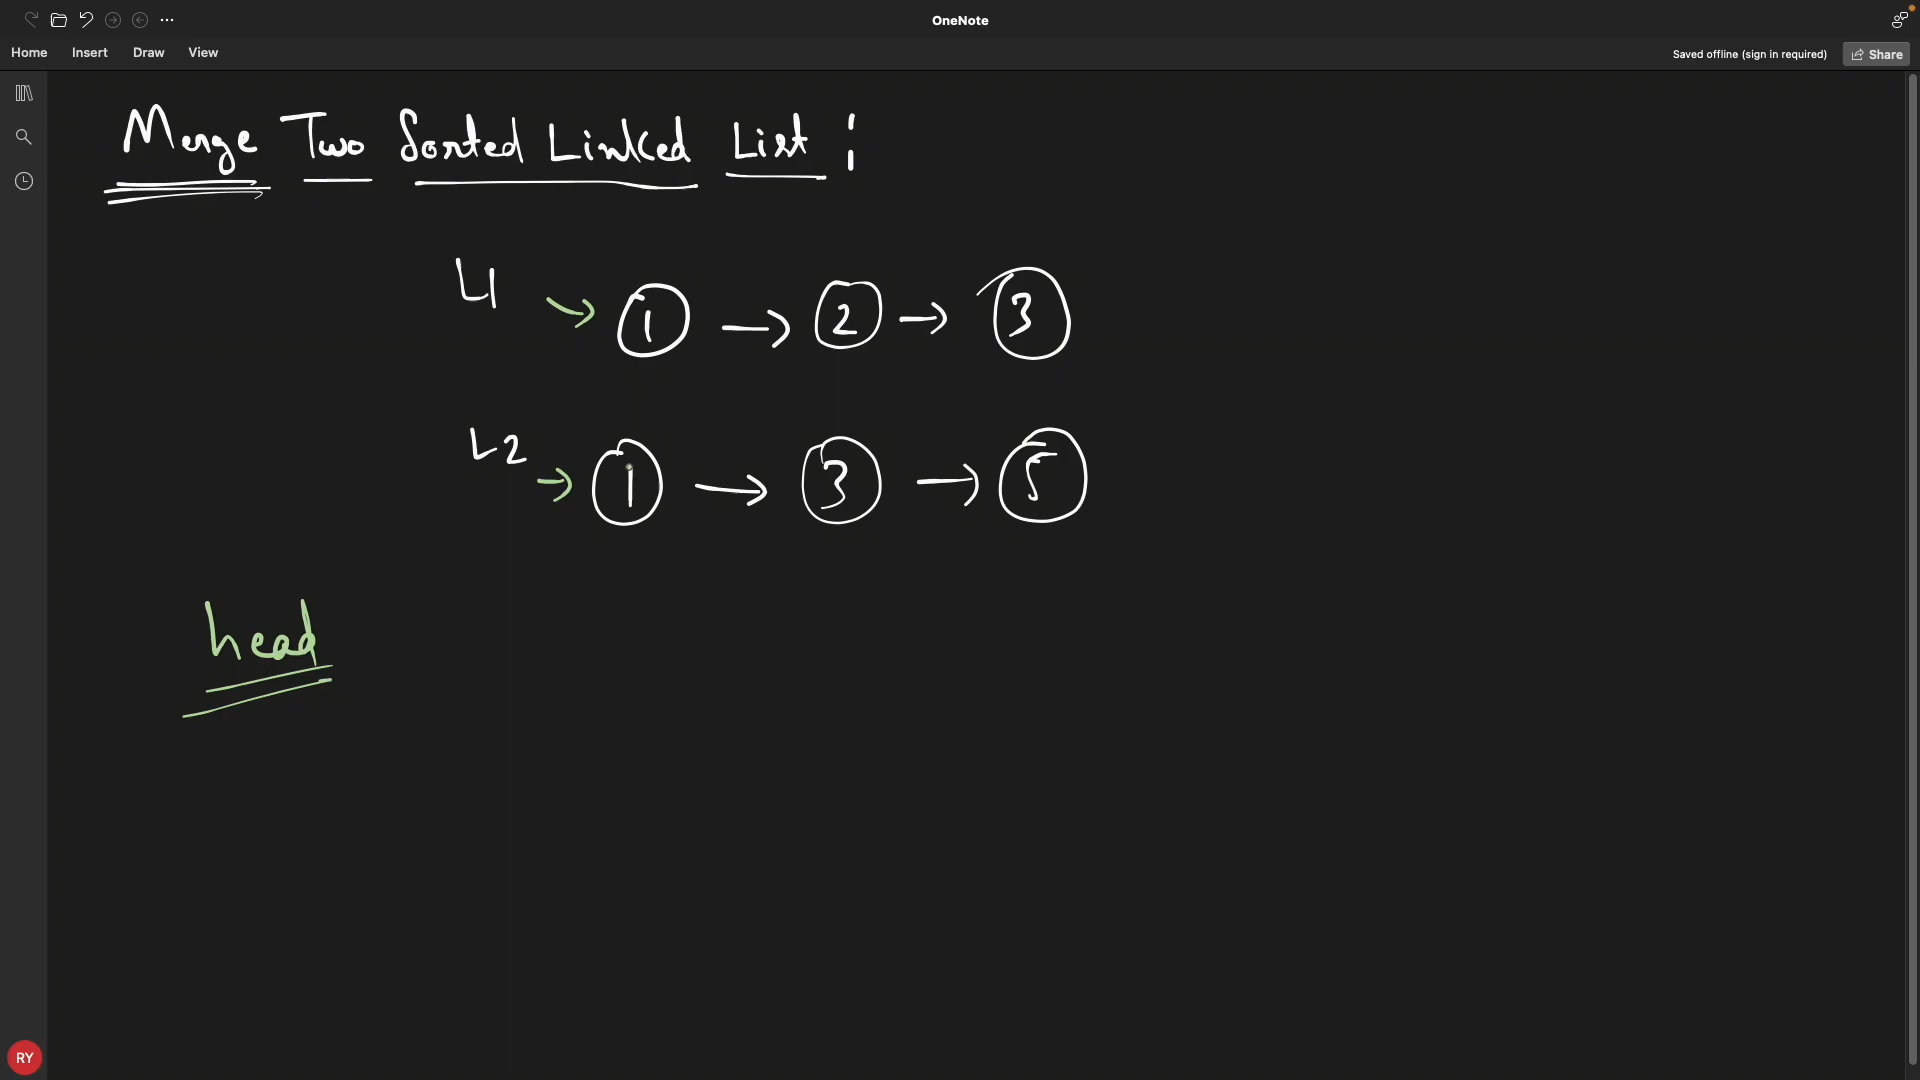 OneNote
Home Insert Draw View
Saved offline (sign in required) Share
Merge Two Sorted Linked List :
L1 → 1 → 2 → 3
L2 → 1 → 3 → 5
head
RY